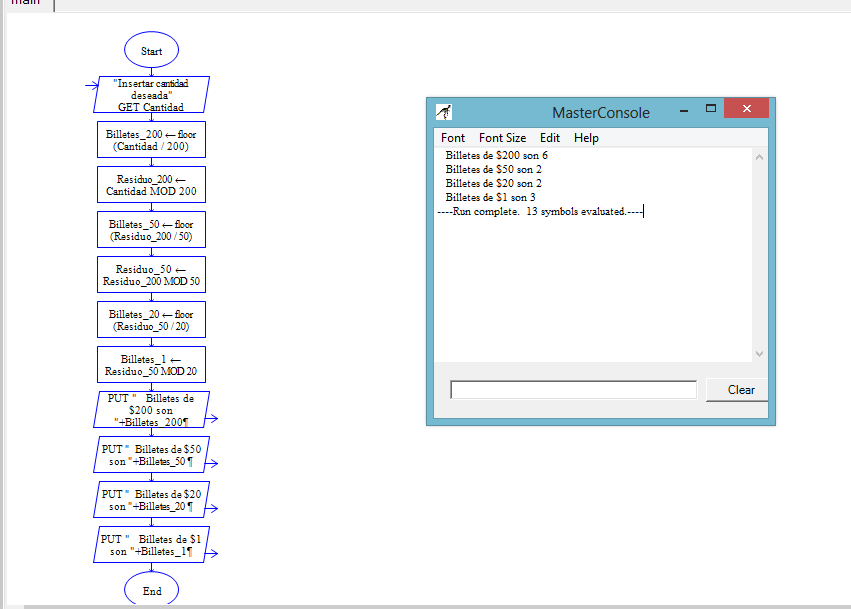 main
Start
"Insertar cantidad
deseada"
GET Cantidad
Billetes_200 ← floor
(Cantidad / 200)
Residuo_200 ←
Cantidad MOD 200
Billetes_50 ← floor
(Residuo_200 / 50)
Residuo_50 ←
Residuo_200 MOD 50
Billetes_20 ← floor
(Residuo_50 / 20)
Billetes_1 ←
Residuo_50 MOD 20
PUT "   Billetes de
$200 son
"+Billetes_200¶
PUT "   Billetes de $50
son "+Billetes_50¶
PUT "   Billetes de $20
son "+Billetes_20¶
PUT "   Billetes de $1
son "+Billetes_1¶
End
MasterConsole
Font Font Size Edit Help
Billetes de $200 son 6
Billetes de $50 son 2
Billetes de $20 son 2
Billetes de $1 son 3
----Run complete.  13 symbols evaluated.----
Clear